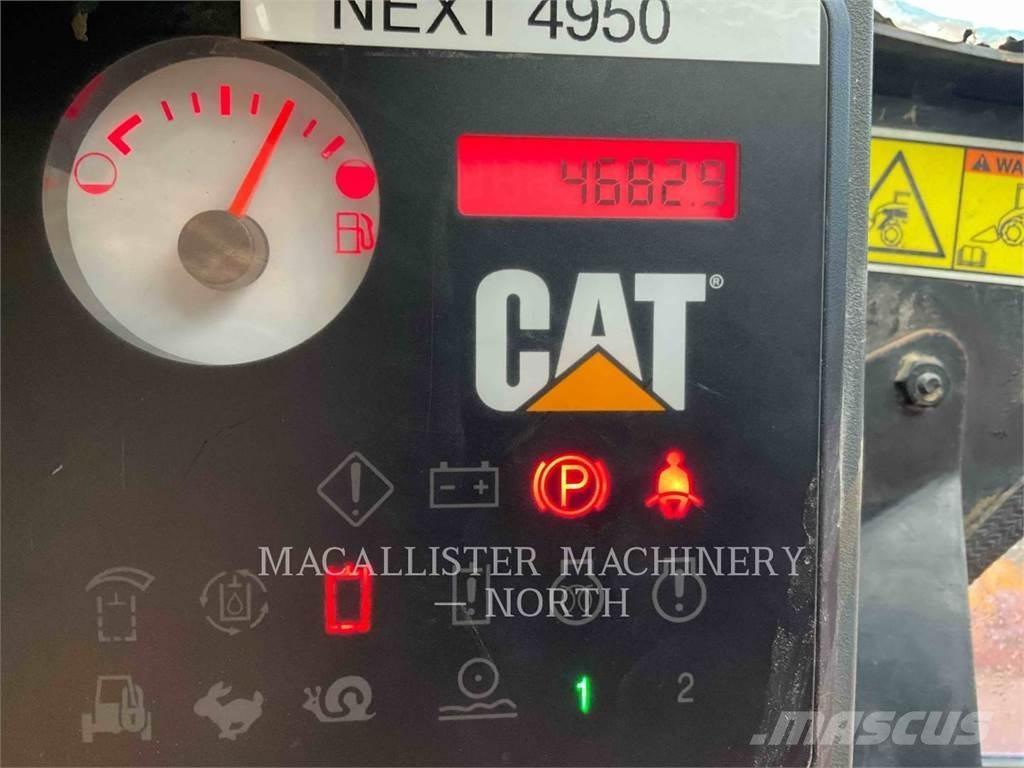 NEXT 4950
4682.9
WA
CAT®
P
MACALLISTER MACHINERY
— NORTH
1 2
MASCUS